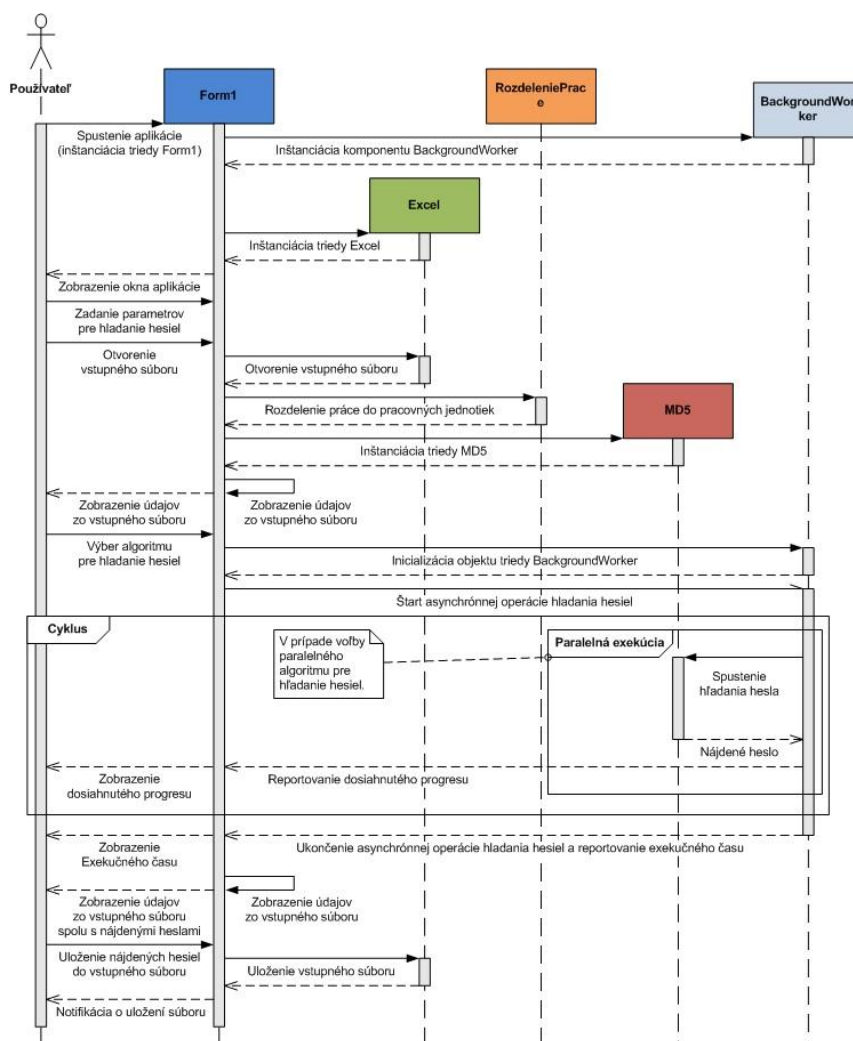 Používateľ
Form1
RozdeleniePrac
e
BackgroundWor
ker
Spustenie aplikácie
(inštanciácia triedy Form1)
Inštanciácia komponentu BackgroundWorker
Excel
Inštanciácia triedy Excel
Zobrazenie okna aplikácie
Zadanie parametrov
pre hladanie hesiel
Otvorenie
vstupného súboru
Otvorenie vstupného súboru
Rozdelenie práce do pracovných jednotiek
MD5
Inštanciácia triedy MD5
Zobrazenie údajov
zo vstupného súboru
Zobrazenie údajov
zo vstupného súboru
Výber algoritmu
pre hladanie hesiel
Inicializácia objektu triedy BackgroundWorker
Štart asynchrónnej operácie hladania hesiel
Cyklus
V prípade voľby
paralelného
algoritmu pre
hľadanie hesiel.
Paralelná exekúcia
Spustenie
hľadania hesla
Nájdené heslo
Zobrazenie
dosiahnutého progresu
Reportovanie dosiahnutého progresu
Zobrazenie
Exekučného času
Ukončenie asynchrónnej operácie hladania hesiel a reportovanie exekučného času
Zobrazenie údajov
zo vstupného súboru
spolu s nájdenými heslami
Zobrazenie údajov
zo vstupného súboru
Uloženie nájdených hesiel
do vstupného súboru
Uloženie vstupného súboru
Notifikácia o uložení súboru